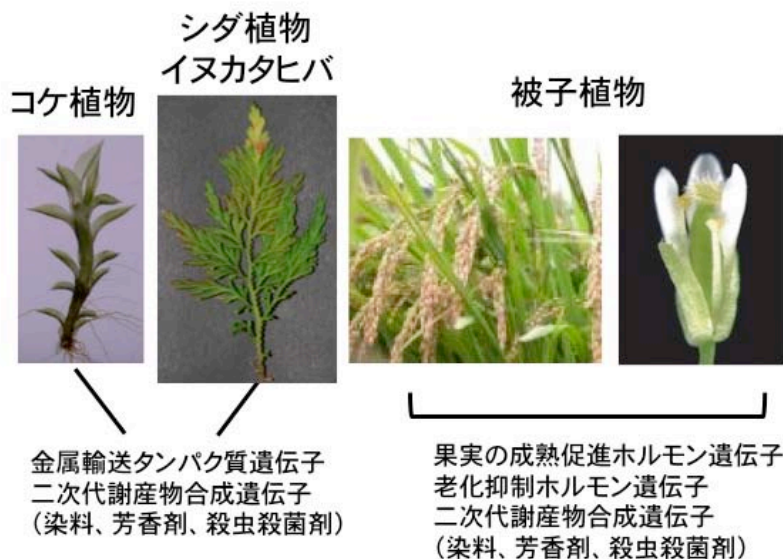 シダ植物
イヌカタヒバ
コケ植物
被子植物
金属輸送タンパク質遺伝子
二次代謝産物合成遺伝子
(染料、芳香剤、殺虫殺菌剤)
果実の成熟促進ホルモン遺伝子
老化抑制ホルモン遺伝子
二次代謝産物合成遺伝子
(染料、芳香剤、殺虫殺菌剤)